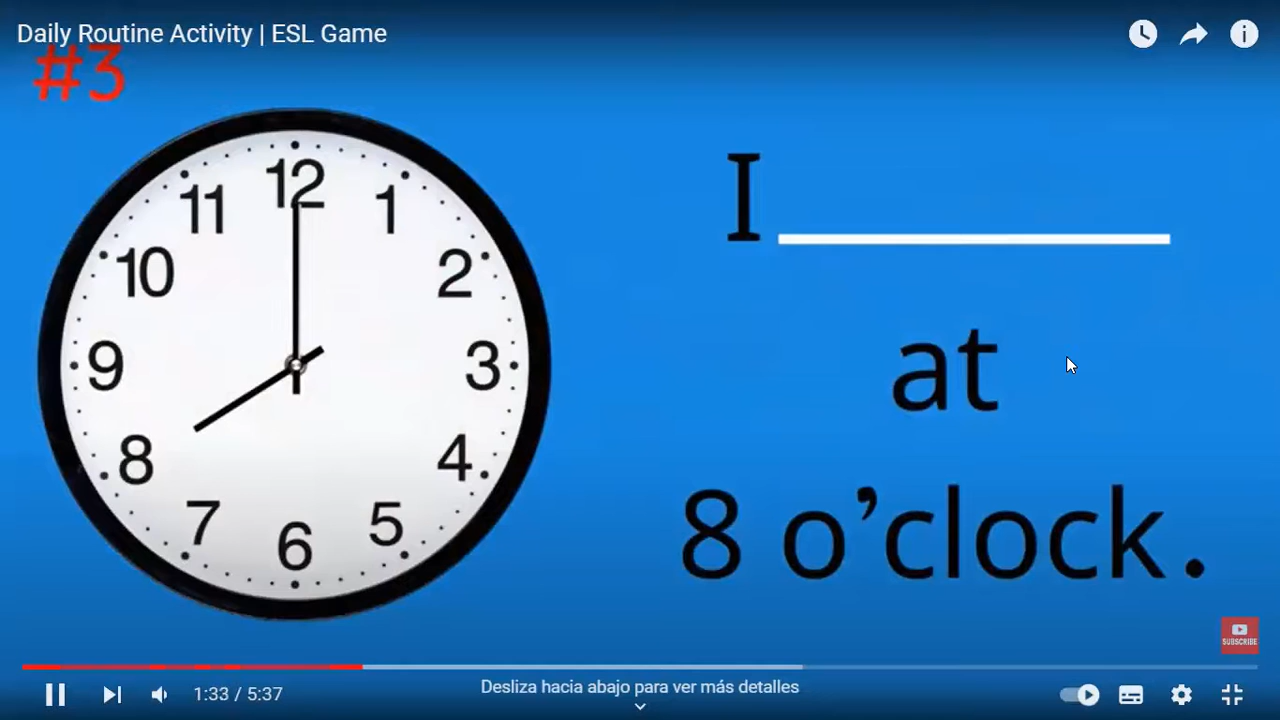 Daily Routine Activity | ESL Game
#3
12
1
2
3
4
5
6
7
8
9
10
11
I
at
8 o’clock.
SUBSCRIBE
1:33 / 5:37
Desliza hacia abajo para ver más detalles